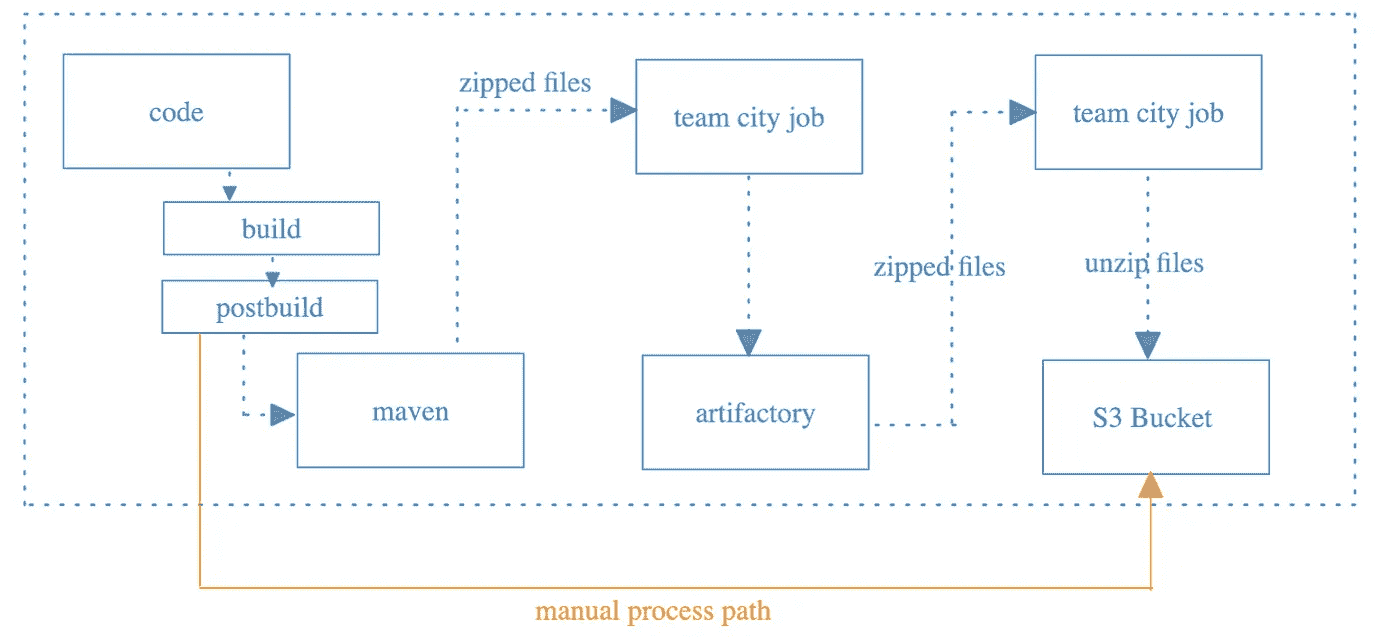 code
build
postbuild
maven
zipped files
team city job
artifactory
zipped files
team city job
unzip files
S3 Bucket
manual process path